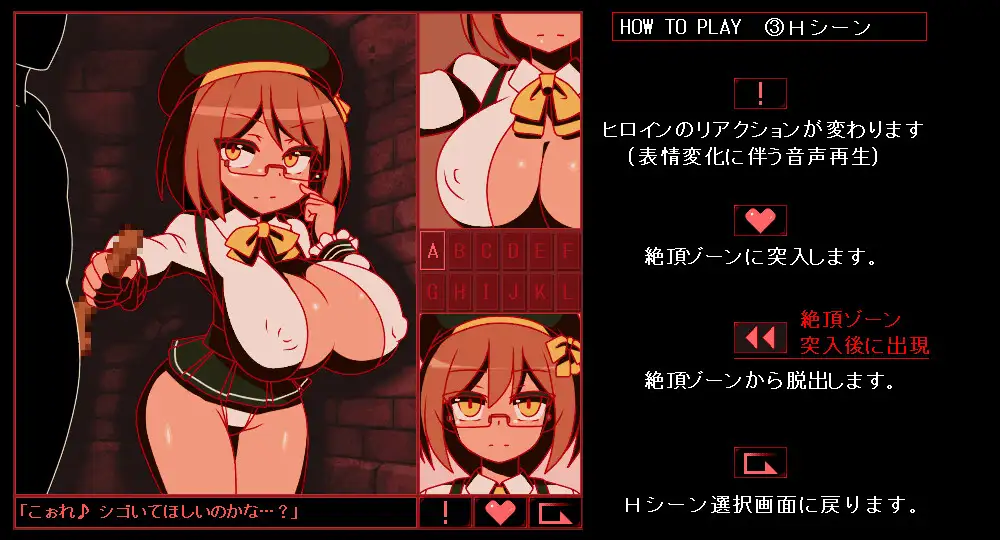 HOW TO PLAY ③Hシーン
!
ヒロインのリアクションが変わります
(表情変化に伴う音声再生)
絶頂ゾーンに突入します。
絶頂ゾーン
突入後に出現
絶頂ゾーンから脱出します。
Hシーン選択画面に戻ります。
A B C D E F
G H I J K L
「こぉれ♪ シゴいてほしいのかな…?」
!